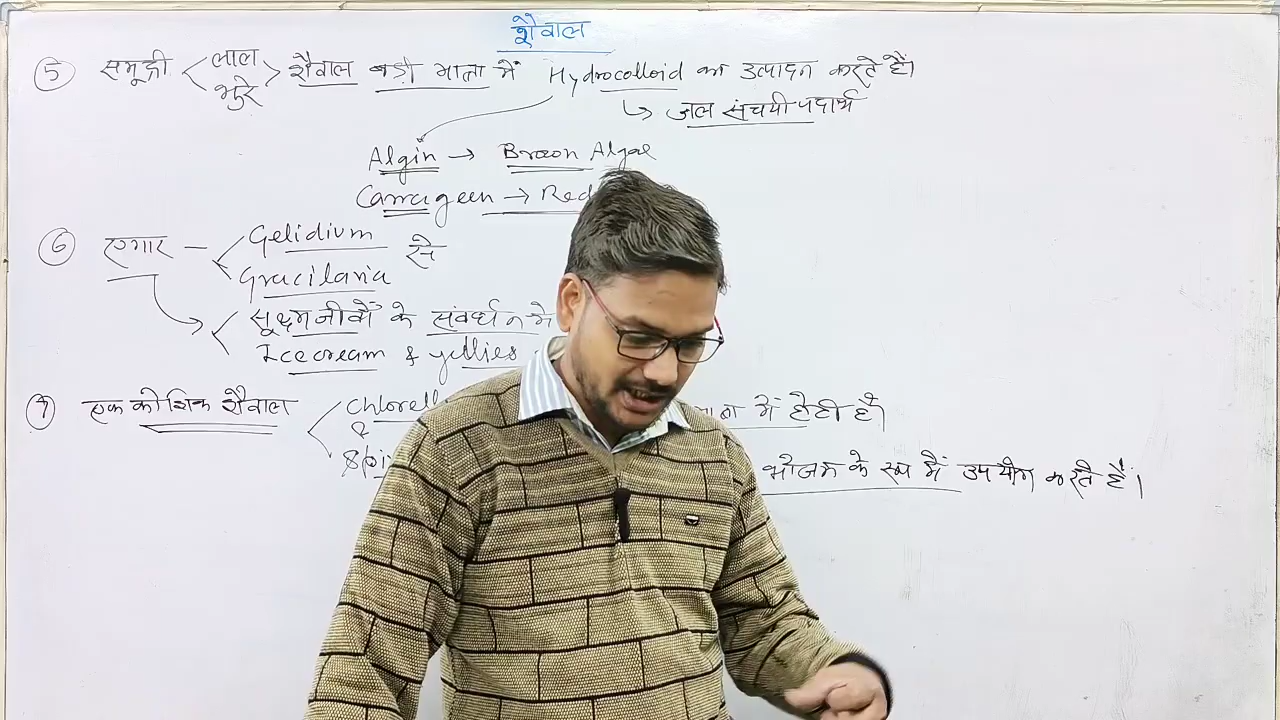 शैवाल
⑤ समुद्री लाल भुरे शैवाल बड़ी मात्रा में Hydrocolloid का उत्पादन करते हैं।
↳ जल संचयी पदार्थ
Algin → Brown Algae
Carrageen → Red
⑥ एगार – Gelidium
Gracilaria से
सूक्ष्मजीवों के संवर्धन में
Icecream & jellies
एक कोशिक शैवाल Chlorell में होती है।
& भोजन के रूप में उपयोग करते हैं।